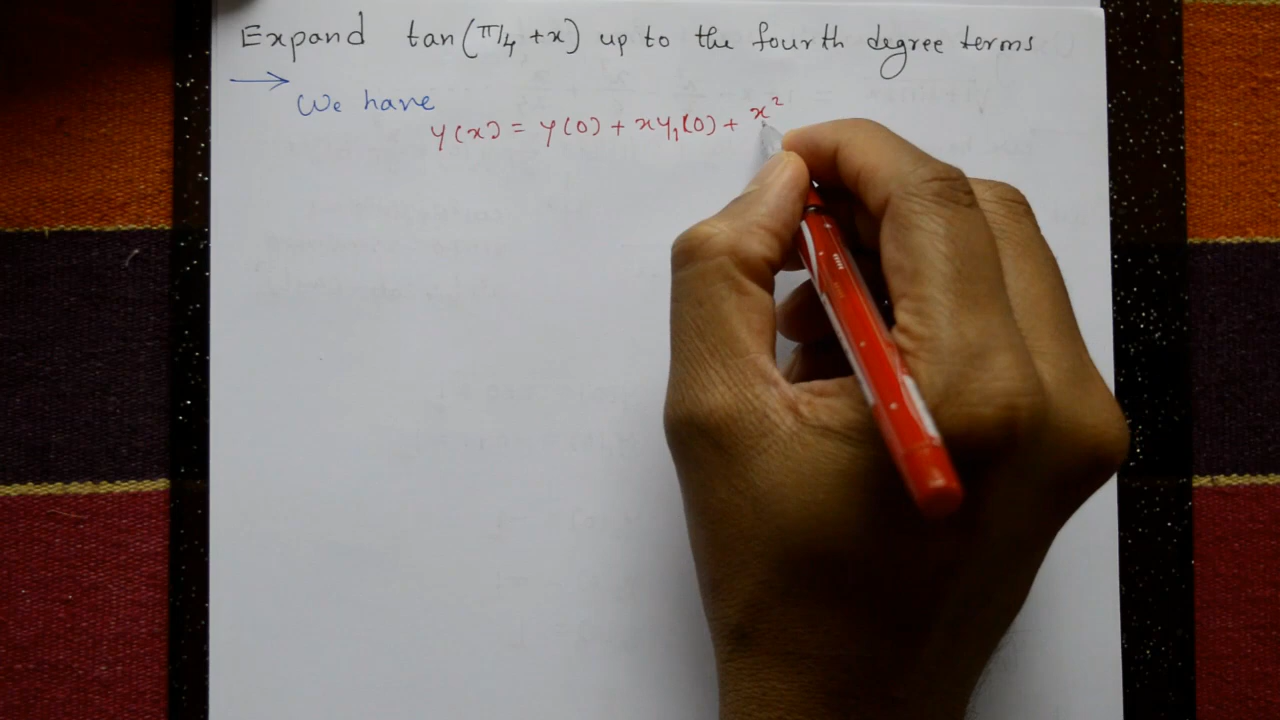 Expand tan(π/4 + x) up to the fourth degree terms
→ We have
y(x) = y(0) + xy₁(0) + x²